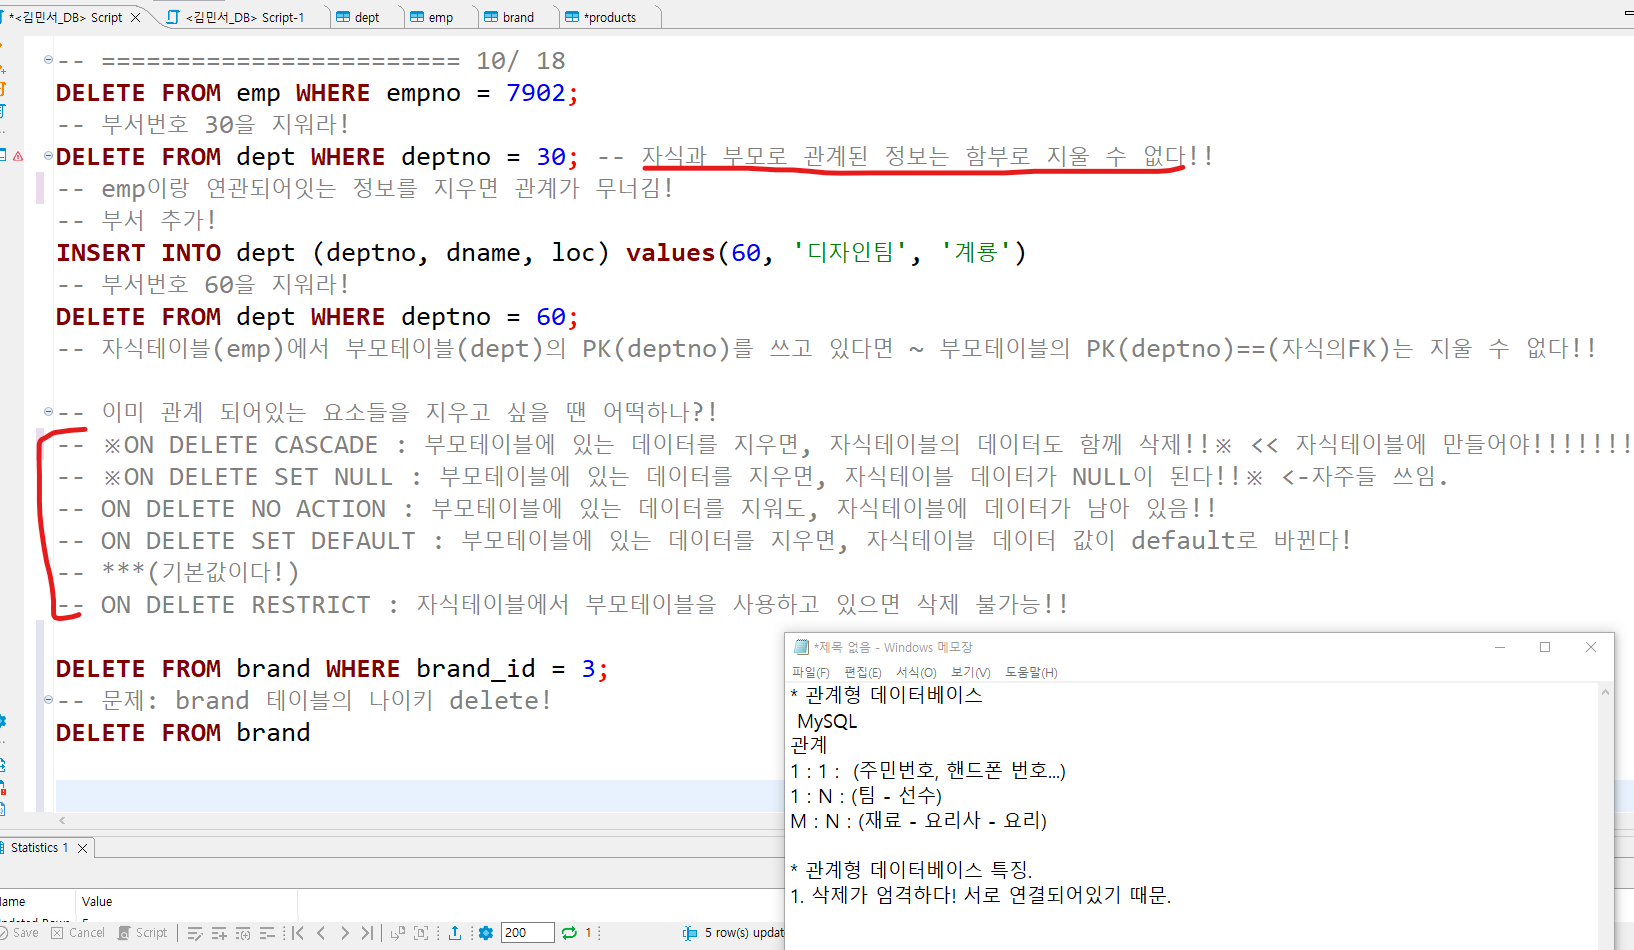 *<김민서_DB> Script
<김민서_DB> Script-1
dept
emp
brand
*products
-- ======================== 10/ 18
DELETE FROM emp WHERE empno = 7902;
-- 부서번호 30을 지워라!
DELETE FROM dept WHERE deptno = 30; -- 자식과 부모로 관계된 정보는 함부로 지울 수 없다!!
-- emp이랑 연관되어잇는 정보를 지우면 관계가 무너짐!
-- 부서 추가!
INSERT INTO dept (deptno, dname, loc) values(60, '디자인팀', '계룡')
-- 부서번호 60을 지워라!
DELETE FROM dept WHERE deptno = 60;
-- 자식테이블(emp)에서 부모테이블(dept)의 PK(deptno)를 쓰고 있다면 ~ 부모테이블의 PK(deptno)==(자식의FK)는 지울 수 없다!!
-- 이미 관계 되어있는 요소들을 지우고 싶을 땐 어떡하나?!
-- ※ON DELETE CASCADE : 부모테이블에 있는 데이터를 지우면, 자식테이블의 데이터도 함께 삭제!!※ << 자식테이블에 만들어야!!!!!!!
-- ※ON DELETE SET NULL : 부모테이블에 있는 데이터를 지우면, 자식테이블 데이터가 NULL이 된다!!※ <-자주들 쓰임.
-- ON DELETE NO ACTION : 부모테이블에 있는 데이터를 지워도, 자식테이블에 데이터가 남아 있음!!
-- ON DELETE SET DEFAULT : 부모테이블에 있는 데이터를 지우면, 자식테이블 데이터 값이 default로 바뀐다!
-- ***(기본값이다!)
-- ON DELETE RESTRICT : 자식테이블에서 부모테이블을 사용하고 있으면 삭제 불가능!!
DELETE FROM brand WHERE brand_id = 3;
-- 문제: brand 테이블의 나이키 delete!
DELETE FROM brand
*제목 없음 - Windows 메모장
파일(F) 편집(E) 서식(O) 보기(V) 도움말(H)
* 관계형 데이터베이스
MySQL
관계
1 : 1 : (주민번호, 핸드폰 번호...)
1 : N : (팀 - 선수)
M : N : (재료 - 요리사 - 요리)
* 관계형 데이터베이스 특징.
1. 삭제가 엄격하다! 서로 연결되어있기 때문.
Statistics 1
Value
Save Cancel Script 200 1 5 row(s) updat